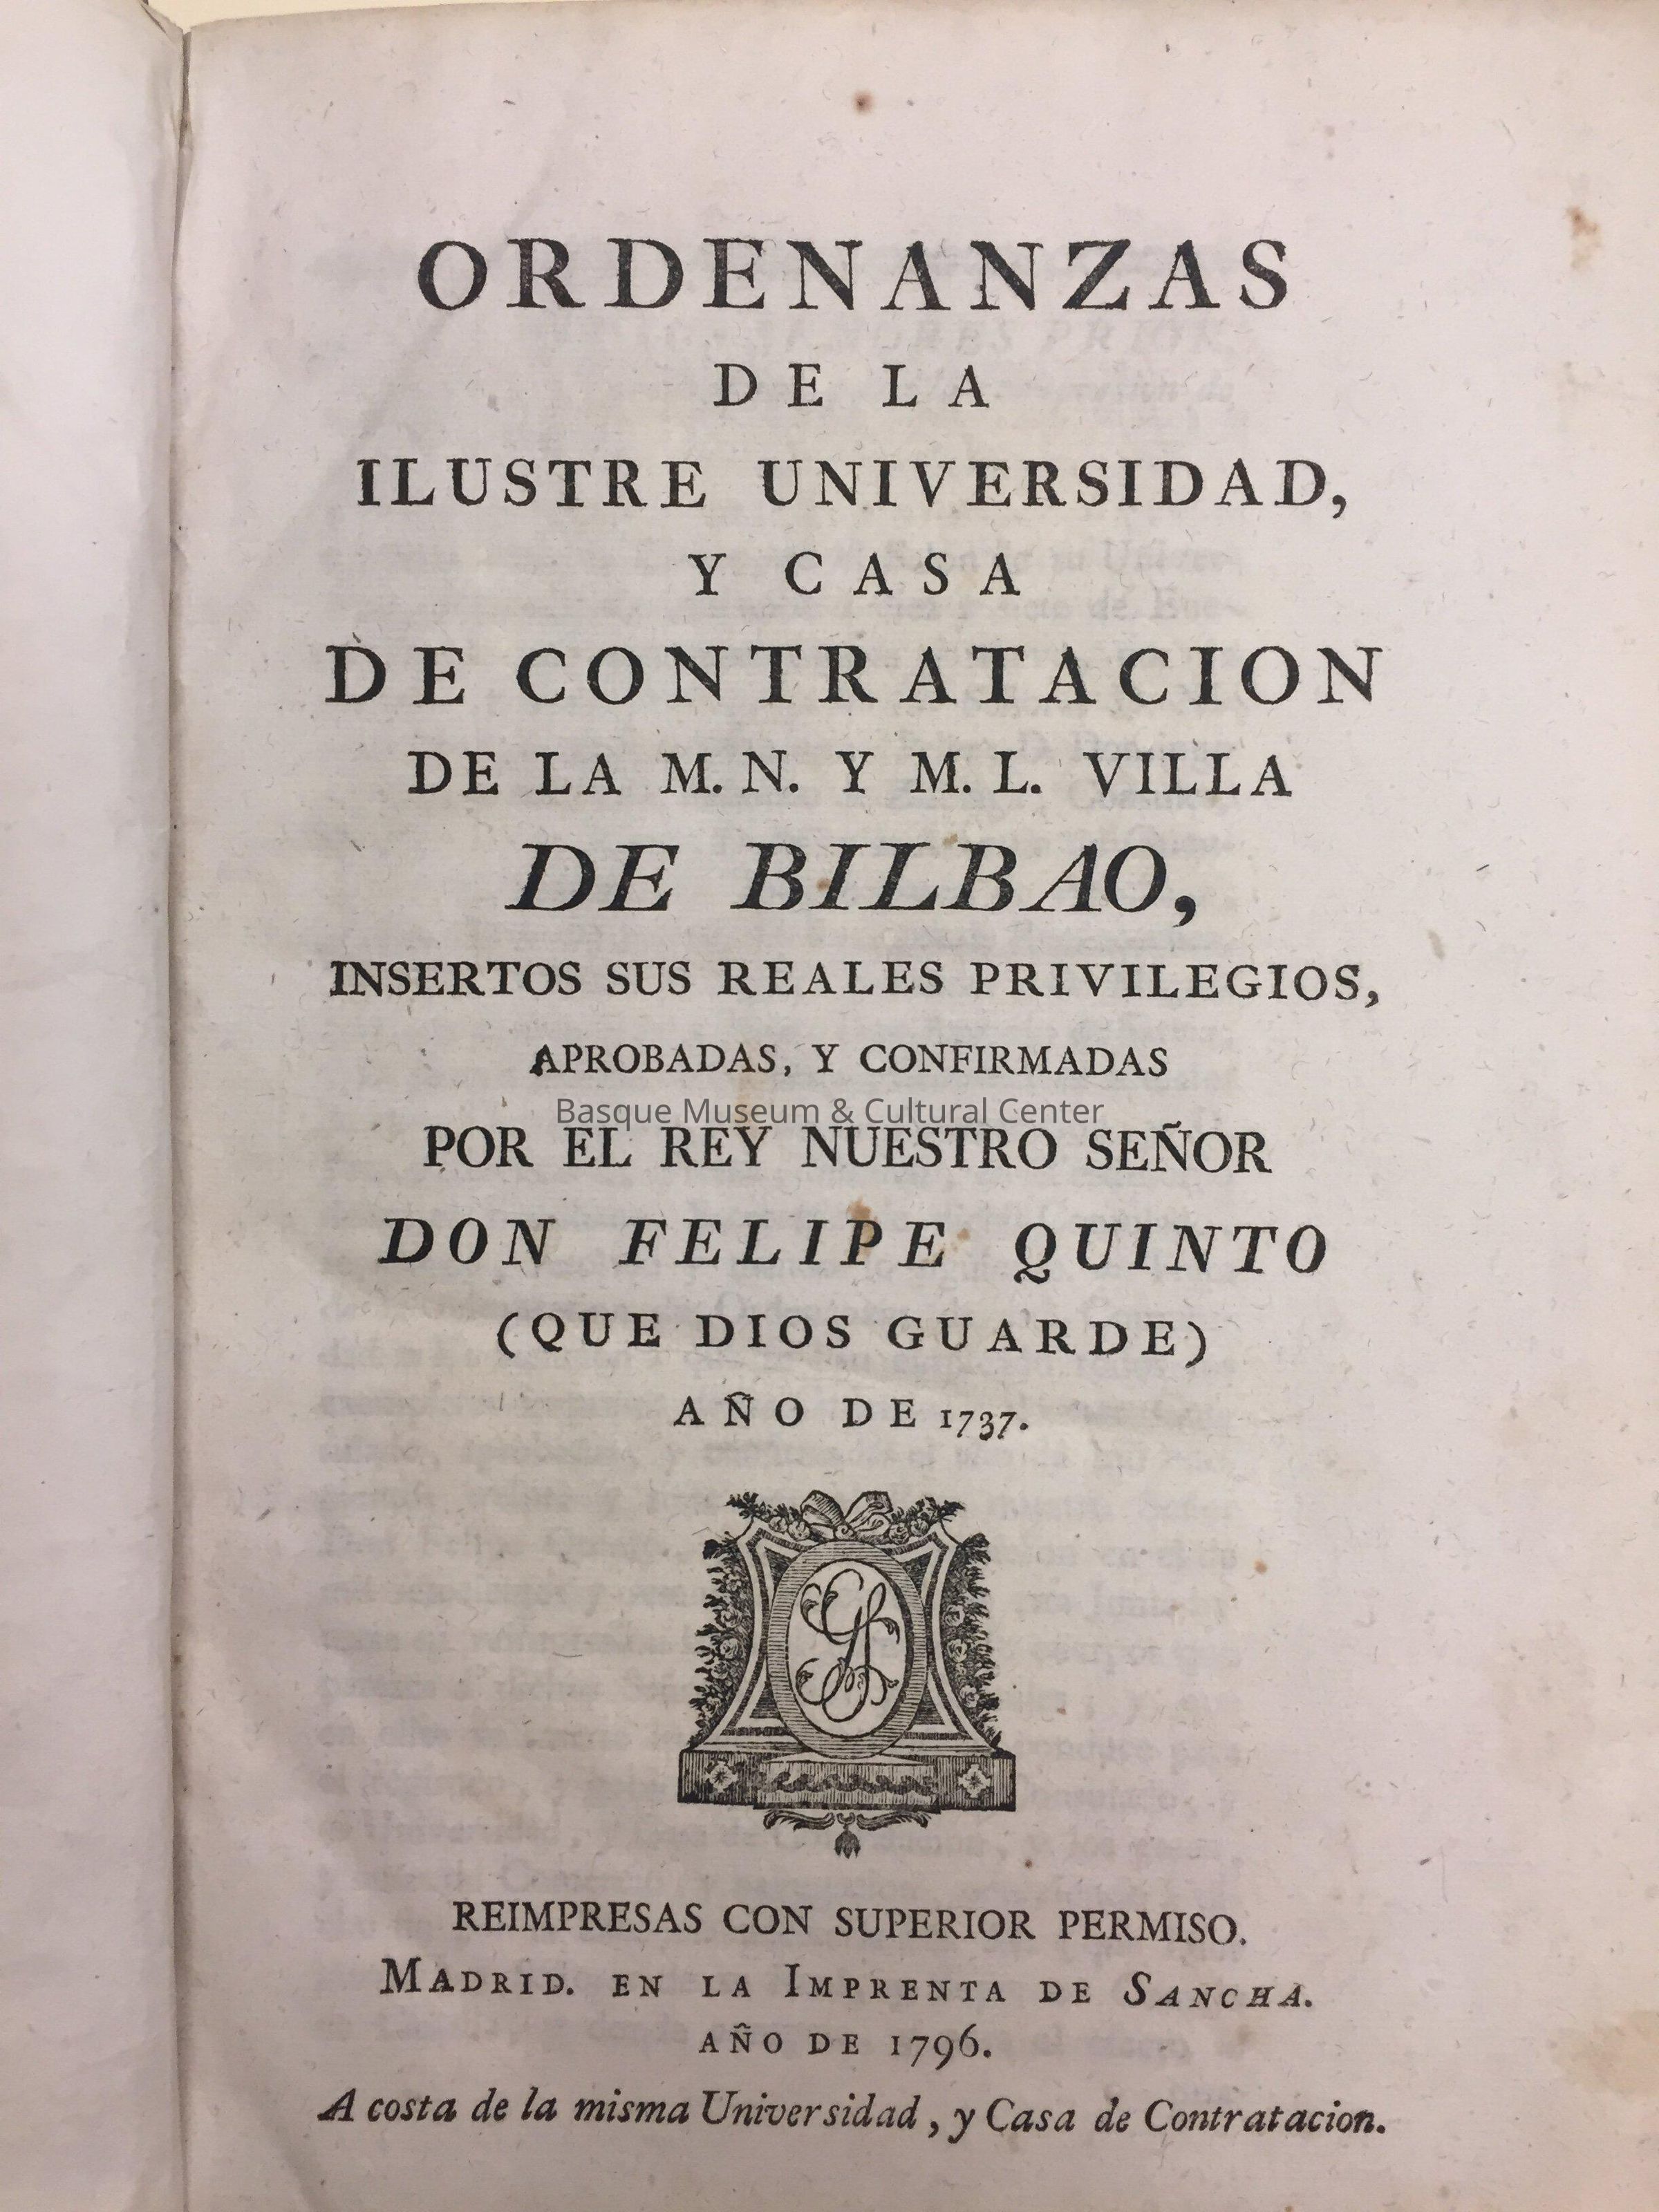 ORDENANZAS
DE LA
ILUSTRE UNIVERSIDAD,
Y CASA
DE CONTRATACION
DE LA M. N. Y M. L. VILLA
DE BILBAO,
INSERTOS SUS REALES PRIVILEGIOS,
APROBADAS, Y CONFIRMADAS
Basque Museum & Cultural Center
POR EL REY NUESTRO SEÑOR
DON FELIPE QUINTO
(QUE DIOS GUARDE)
AÑO DE 1737.
REIMPRESAS CON SUPERIOR PERMISO.
MADRID. EN LA IMPRENTA DE SANCHA.
AÑO DE 1796.
A costa de la misma Universidad, y Casa de Contratacion.